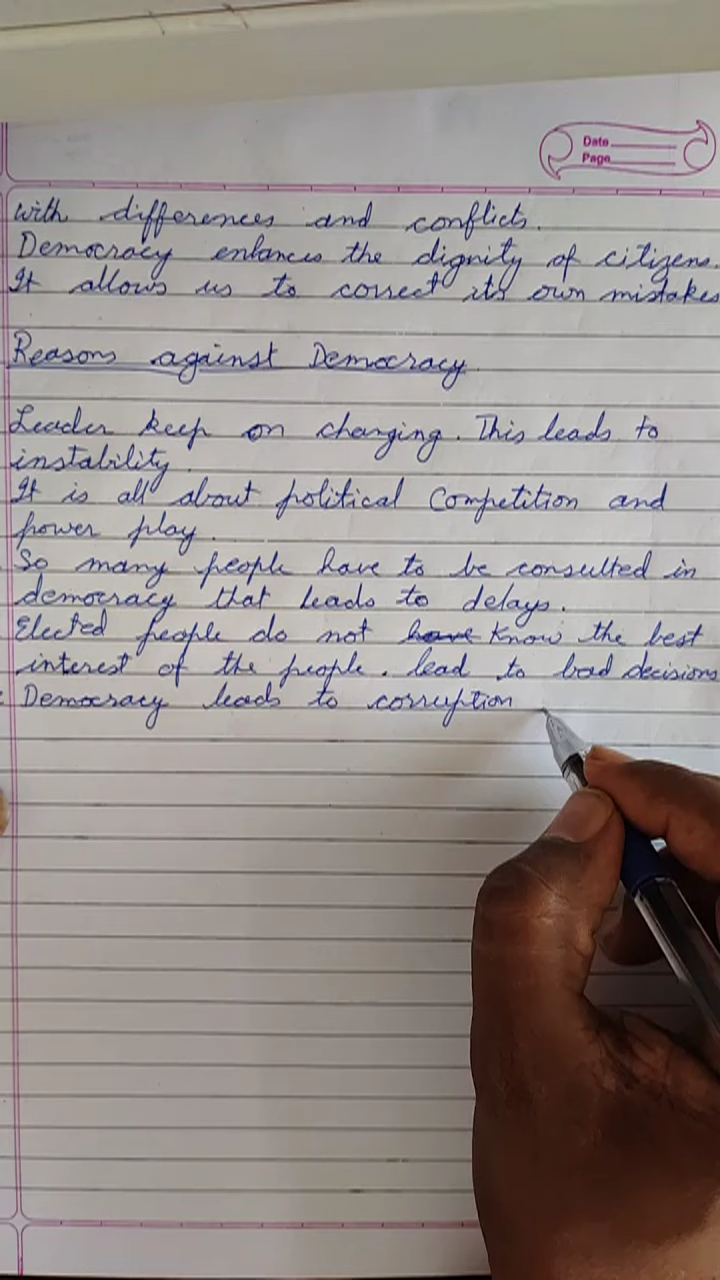 Date
Page
with differences and conflicts.
Democracy enhances the dignity of citizens.
It allows us to correct its own mistakes
Reasons against Democracy
Leader keep on changing. This leads to
instability.
It is all about political Competition and
power play.
So many people have to be consulted in
democracy that leads to delays.
Elected people do not have know the best
interest of the people. lead to bad decisions
Democracy leads to corruption